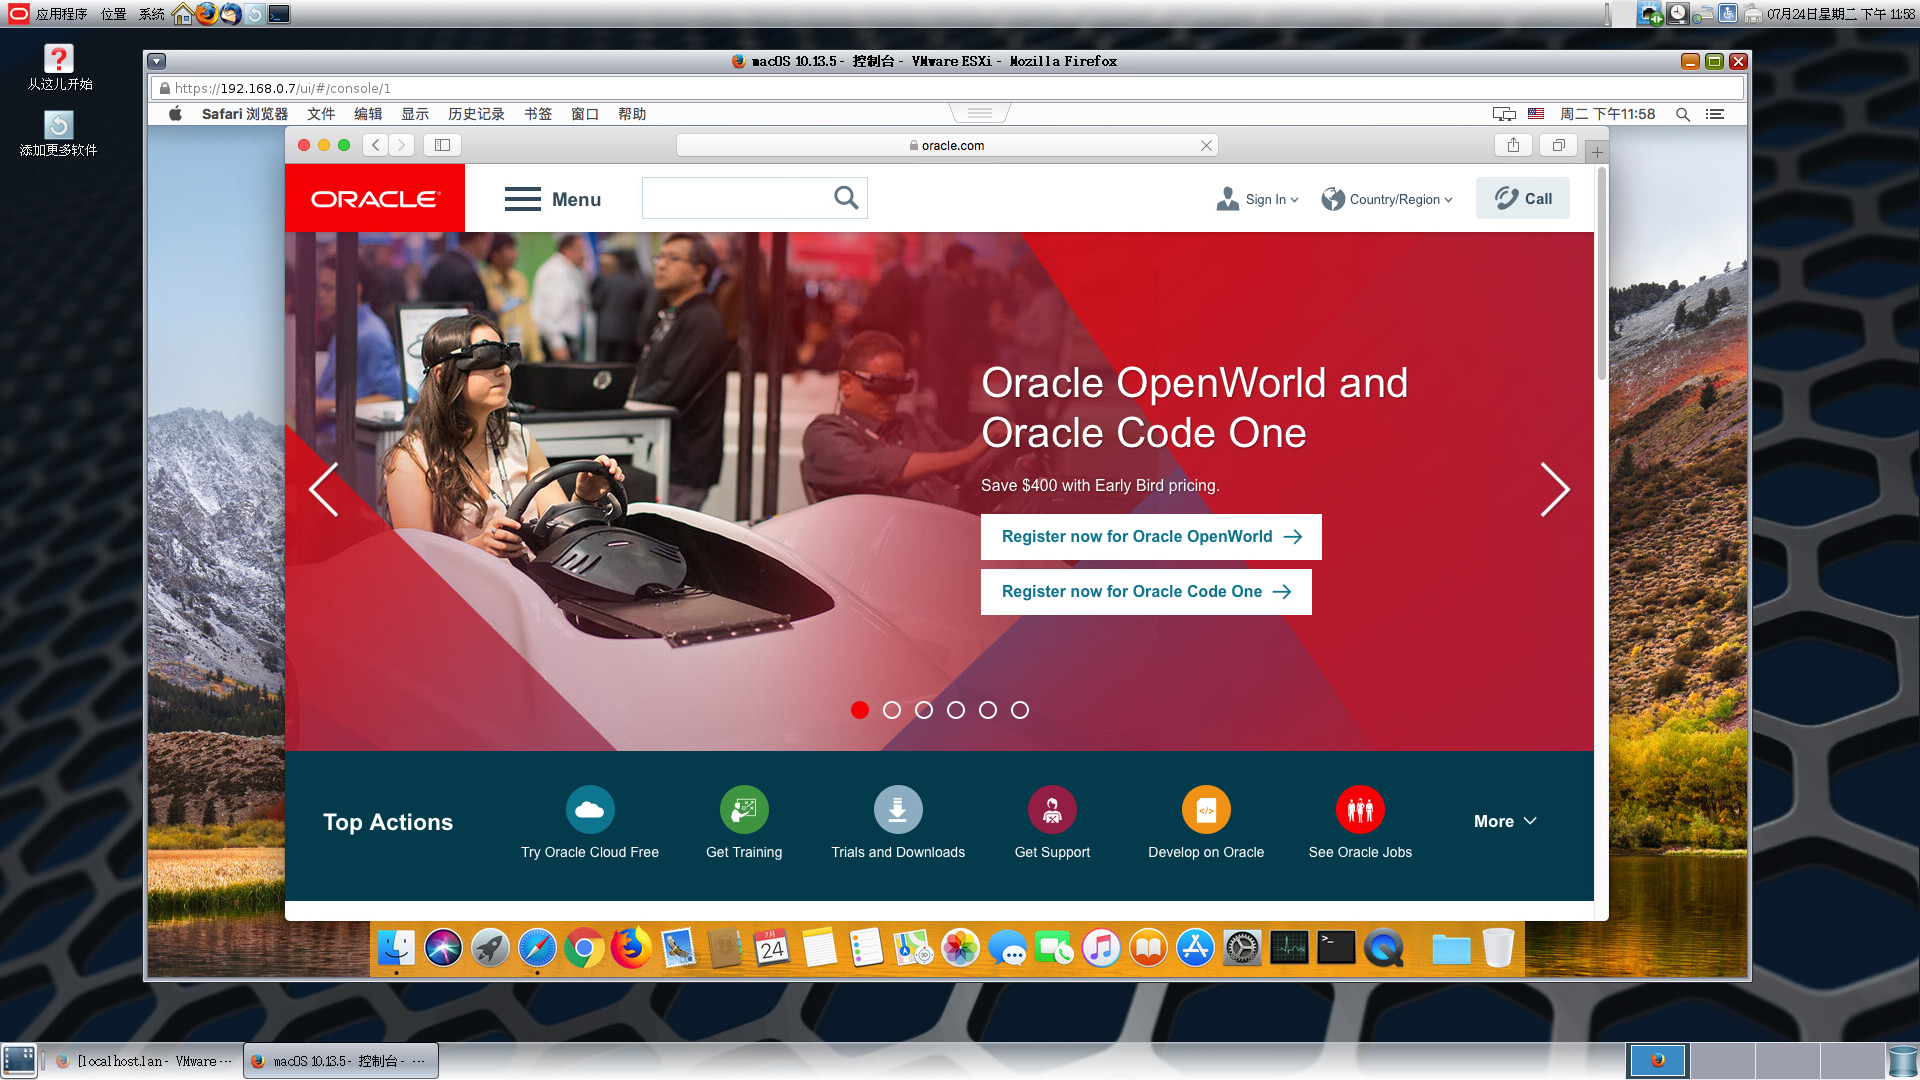 应用程序 位置 系统
07月24日星期二 下午 11:58
从这儿开始
添加更多软件
macOS 10.13.5 - 控制台 - VMware ESXi - Mozilla Firefox
https://192.168.0.7/ui/#/console/1
Safari 浏览器 文件 编辑 显示 历史记录 书签 窗口 帮助
周二 下午11:58
oracle.com
ORACLE
Menu
Sign In
Country/Region
Call
Oracle OpenWorld and
Oracle Code One
Save $400 with Early Bird pricing.
Register now for Oracle OpenWorld
Register now for Oracle Code One
Top Actions
Try Oracle Cloud Free
Get Training
Trials and Downloads
Get Support
Develop on Oracle
See Oracle Jobs
More
7月
24
[localhost.lan - VMware ...
macOS 10.13.5 - 控制台 - ...